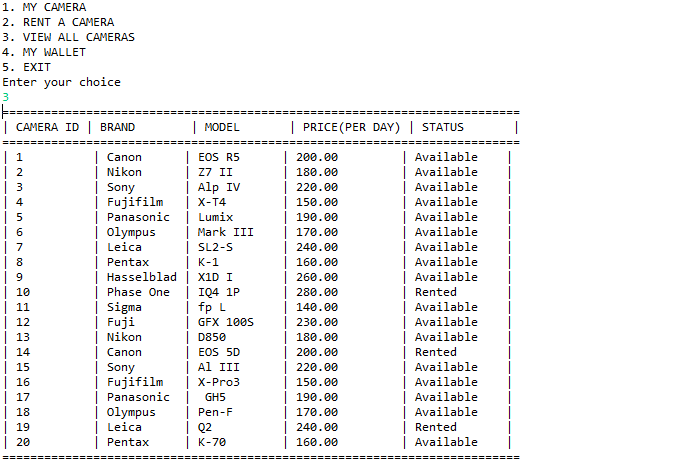 1. MY CAMERA
2. RENT A CAMERA
3. VIEW ALL CAMERAS
4. MY WALLET
5. EXIT
Enter your choice
3
==========================================================================
| CAMERA ID | BRAND         | MODEL         | PRICE(PER DAY) | STATUS       |
==========================================================================
| 1          | Canon      | EOS R5      | 200.00         | Available    |
| 2          | Nikon      | Z7 II       | 180.00         | Available    |
| 3          | Sony       | Alp IV      | 220.00         | Available    |
| 4          | Fujifilm   | X-T4        | 150.00         | Available    |
| 5          | Panasonic  | Lumix       | 190.00         | Available    |
| 6          | Olympus    | Mark III    | 170.00         | Available    |
| 7          | Leica      | SL2-S       | 240.00         | Available    |
| 8          | Pentax     | K-1         | 160.00         | Available    |
| 9          | Hasselblad | X1D I       | 260.00         | Available    |
| 10         | Phase One  | IQ4 1P      | 280.00         | Rented       |
| 11         | Sigma      | fp L        | 140.00         | Available    |
| 12         | Fuji       | GFX 100S    | 230.00         | Available    |
| 13         | Nikon      | D850        | 180.00         | Available    |
| 14         | Canon      | EOS 5D      | 200.00         | Rented       |
| 15         | Sony       | Al III      | 220.00         | Available    |
| 16         | Fujifilm   | X-Pro3      | 150.00         | Available    |
| 17         | Panasonic  |  GH5        | 190.00         | Available    |
| 18         | Olympus    | Pen-F       | 170.00         | Available    |
| 19         | Leica      | Q2          | 240.00         | Rented       |
| 20         | Pentax     | K-70        | 160.00         | Available    |
==========================================================================